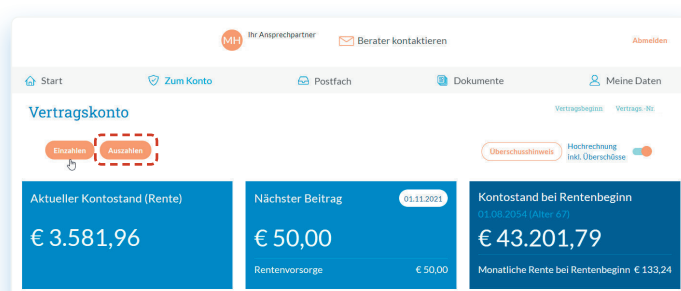 MH Ihr Ansprechpartner Berater kontaktieren Abmelden
Start Zum Konto Postfach Dokumente Meine Daten
Vertragskonto Vertragsbeginn Vertrags-Nr.
Einzahlen Auszahlen Überschusshinweis Hochrechnung
inkl. Überschüsse
Aktueller Kontostand (Rente)
€ 3.581,96
Nächster Beitrag 01.11.2021
€ 50,00
Rentenvorsorge € 50,00
Kontostand bei Rentenbeginn
01.08.2054 (Alter 67)
€ 43.201,79
Monatliche Rente bei Rentenbeginn € 133,24